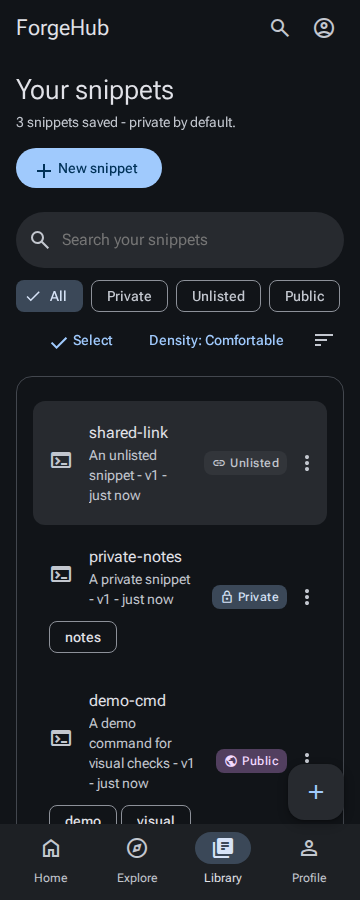 ForgeHub
Your snippets
3 snippets saved - private by default.
New snippet
Search your snippets
All
Private
Unlisted
Public
Select
Density: Comfortable
shared-link
An unlisted
snippet - v1 -
just now
Unlisted
private-notes
A private snippet
- v1 - just now
Private
notes
demo-cmd
A demo
command for
visual checks - v1
- just now
Public
demo
visual
Home
Explore
Library
Profile